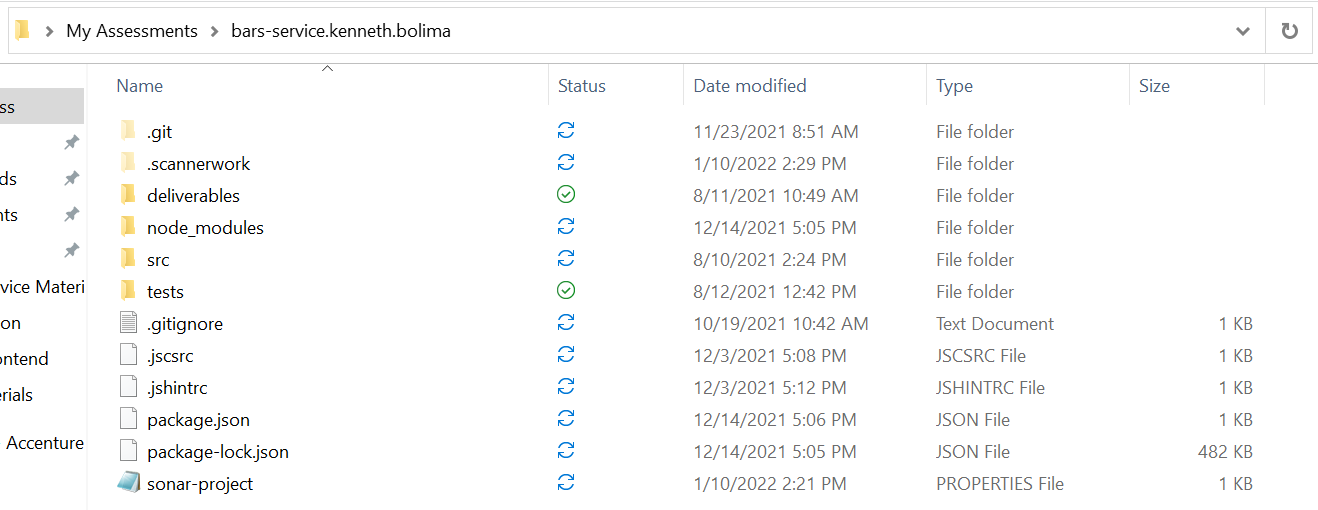 My Assessments > bars-service.kenneth.bolima
Name Status Date modified Type Size
.git 11/23/2021 8:51 AM File folder
.scannerwork 1/10/2022 2:29 PM File folder
deliverables 8/11/2021 10:49 AM File folder
node_modules 12/14/2021 5:05 PM File folder
src 8/10/2021 2:24 PM File folder
tests 8/12/2021 12:42 PM File folder
.gitignore 10/19/2021 10:42 AM Text Document 1 KB
.jscsrc 12/3/2021 5:08 PM JSCSRC File 1 KB
.jshintrc 12/3/2021 5:12 PM JSHINTRC File 1 KB
package.json 12/14/2021 5:06 PM JSON File 1 KB
package-lock.json 12/14/2021 5:05 PM JSON File 482 KB
sonar-project 1/10/2022 2:21 PM PROPERTIES File 1 KB
ss
ds
nts
vice Materi
on
ontend
erials
Accenture